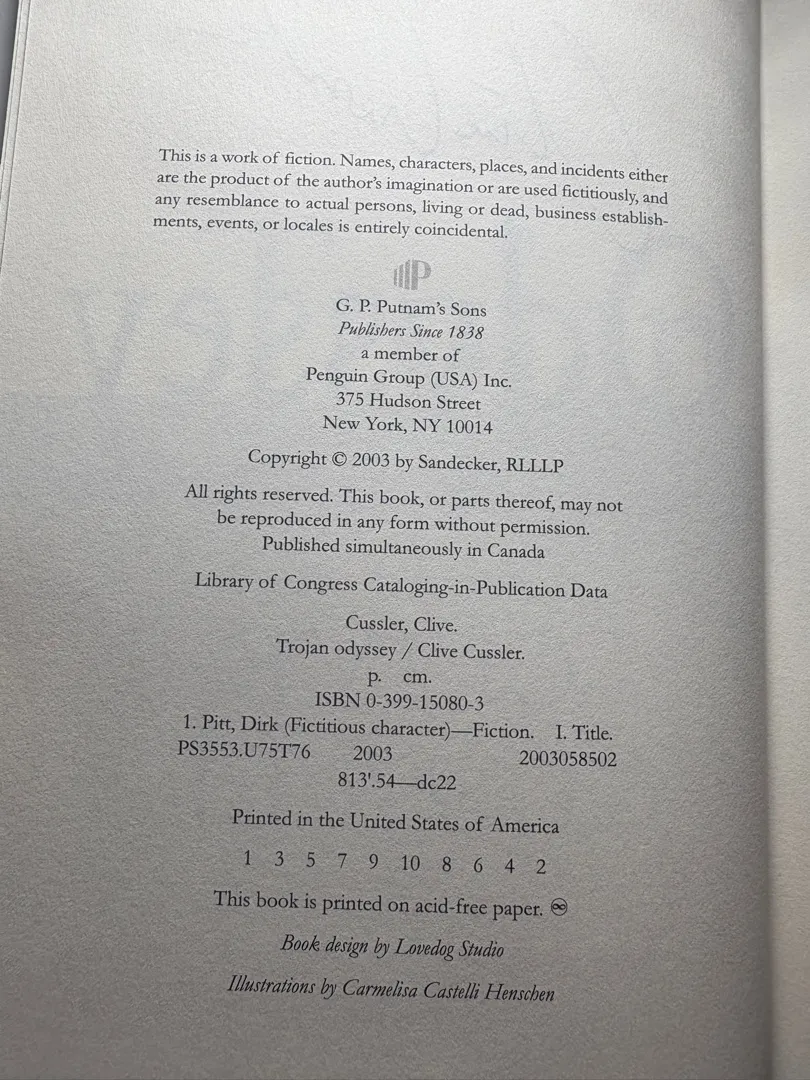 This is a work of fiction. Names, characters, places, and incidents either
are the product of the author's imagination or are used fictitiously, and
any resemblance to actual persons, living or dead, business establish-
ments, events, or locales is entirely coincidental.
P
G. P. Putnam's Sons
Publishers Since 1838
a member of
Penguin Group (USA) Inc.
375 Hudson Street
New York, NY 10014
Copyright © 2003 by Sandecker, RLLLP
All rights reserved. This book, or parts thereof, may not
be reproduced in any form without permission.
Published simultaneously in Canada
Library of Congress Cataloging-in-Publication Data
Cussler, Clive.
Trojan odyssey / Clive Cussler.
p. cm.
ISBN 0-399-15080-3
1. Pitt, Dirk (Fictitious character)—Fiction. I. Title.
PS3553.U75T76 2003 2003058502
813'.54—dc22
Printed in the United States of America
1 3 5 7 9 10 8 6 4 2
This book is printed on acid-free paper. ♾
Book design by Lovedog Studio
Illustrations by Carmelisa Castelli Henschen